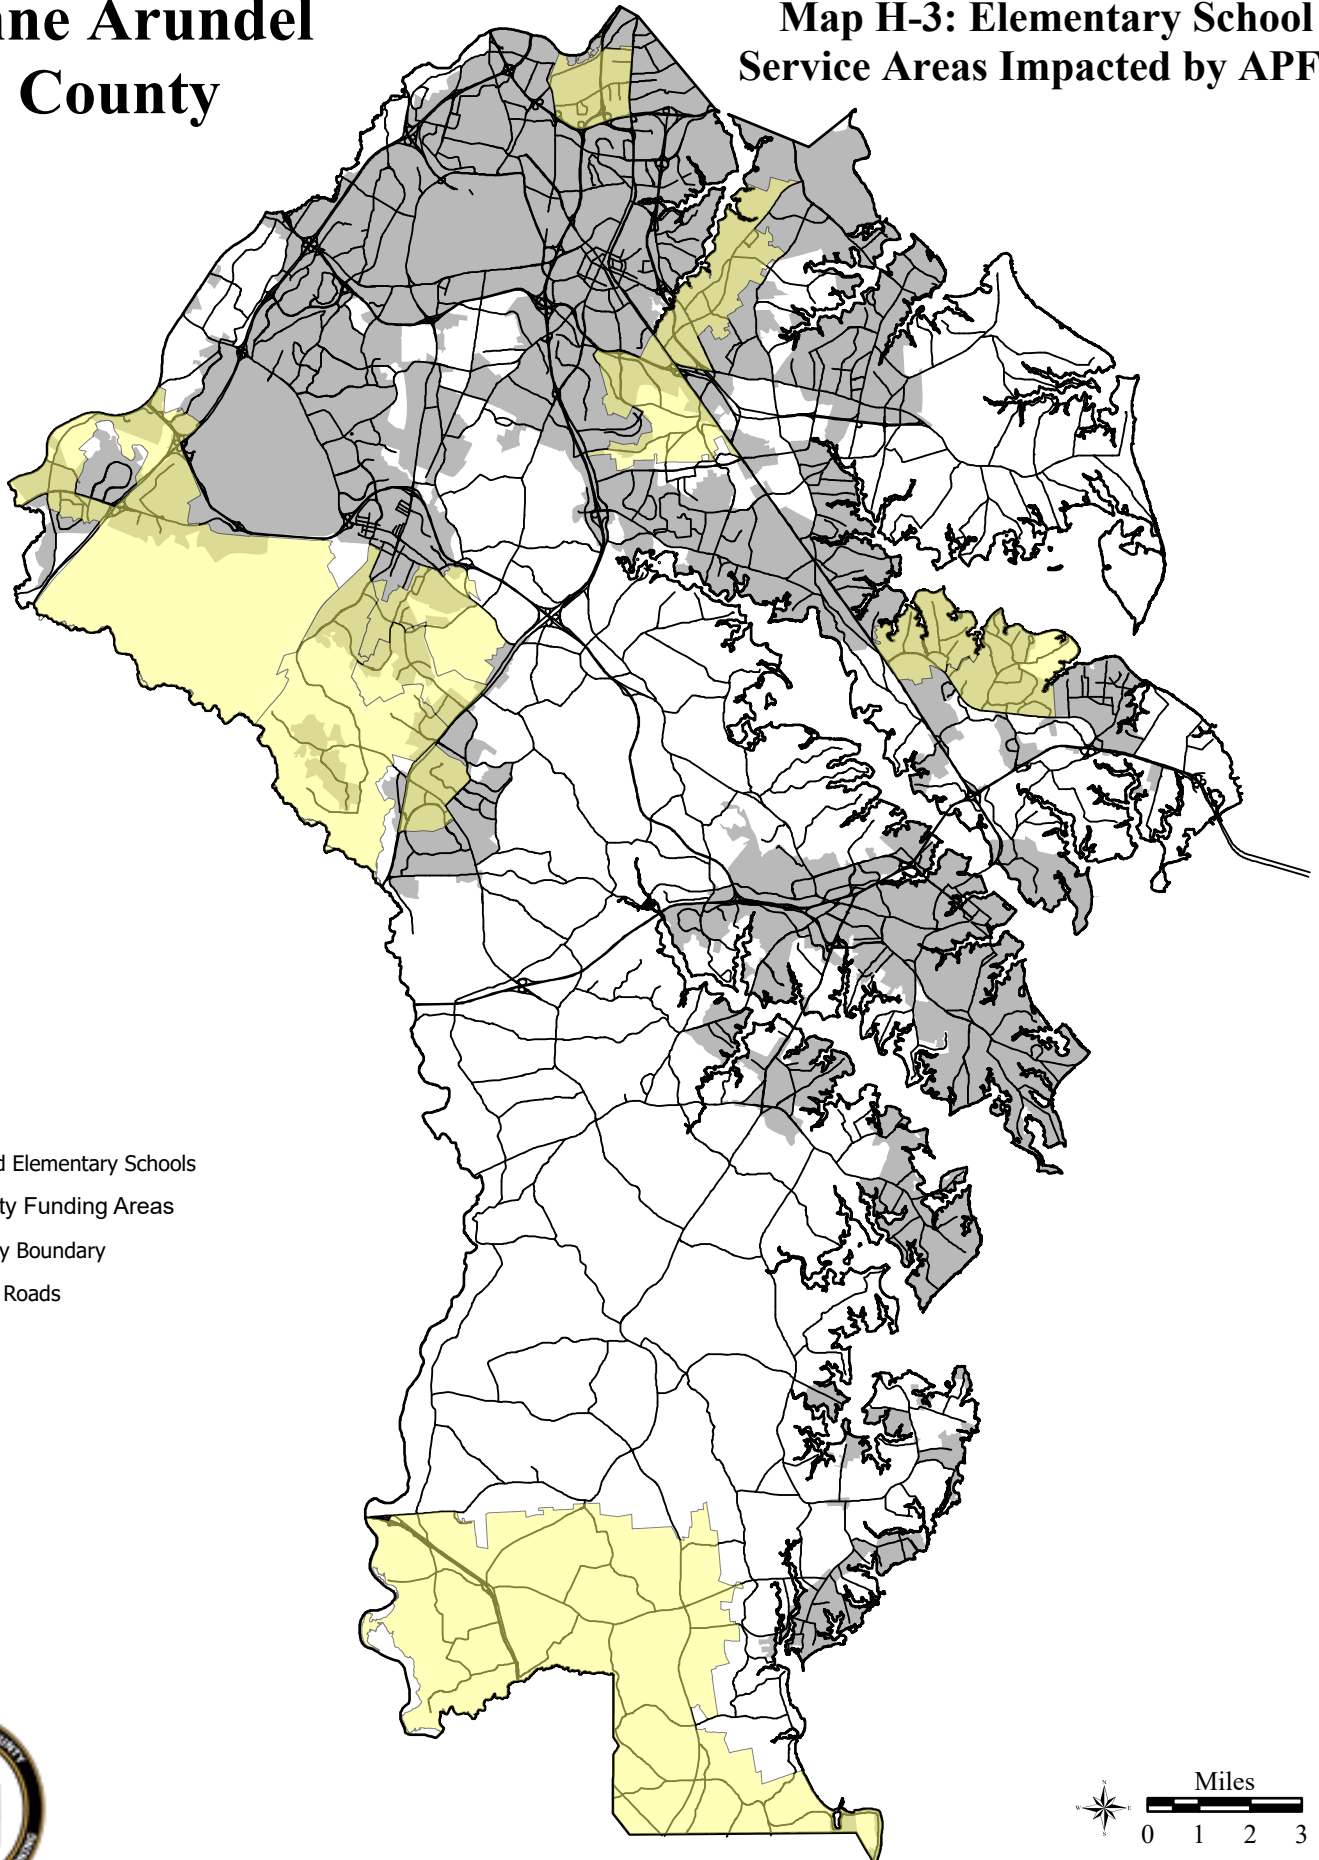 nne Arundel
County
Map H-3: Elementary School
Service Areas Impacted by APF
d Elementary Schools
ty Funding Areas
y Boundary
Roads
UNTY
Miles
N
W E
S
0 1 2 3